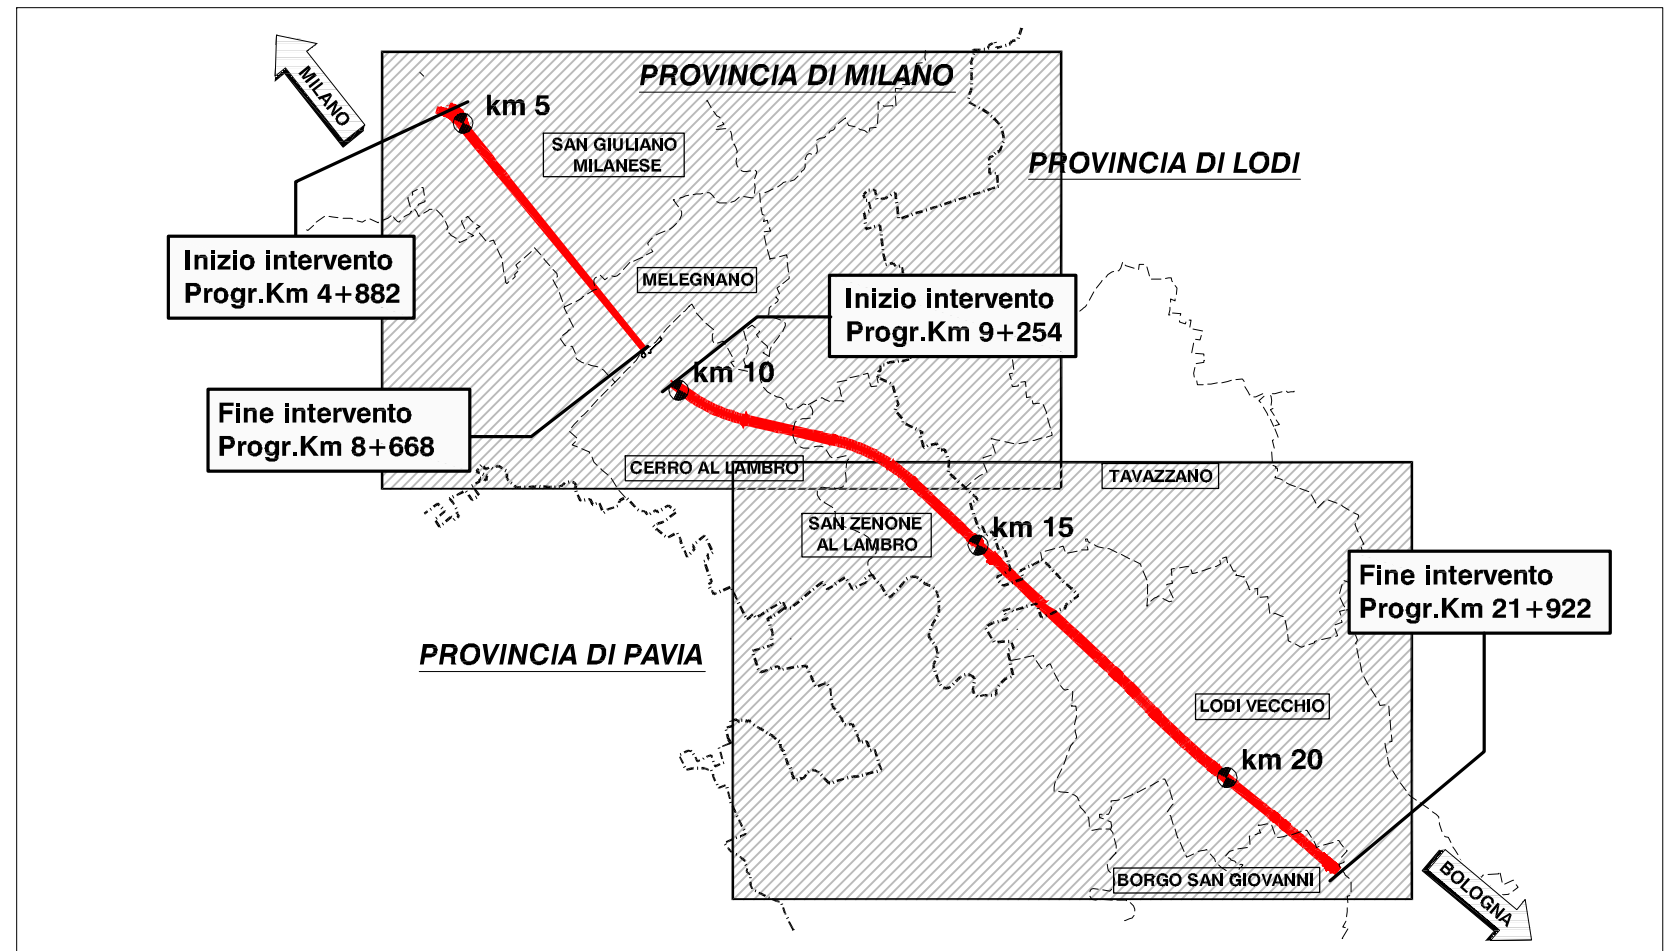 PROVINCIA DI MILANO
MILANO
km 5
SAN GIULIANO
MILANESE
PROVINCIA DI LODI
Inizio intervento
Progr.Km 4+882
MELEGNANO
Inizio intervento
Progr.Km 9+254
km 10
Fine intervento
Progr.Km 8+668
CERRO AL LAMBRO
TAVAZZANO
SAN ZENONE
AL LAMBRO
km 15
Fine intervento
Progr.Km 21+922
PROVINCIA DI PAVIA
LODI VECCHIO
km 20
BORGO SAN GIOVANNI
BOLOGNA